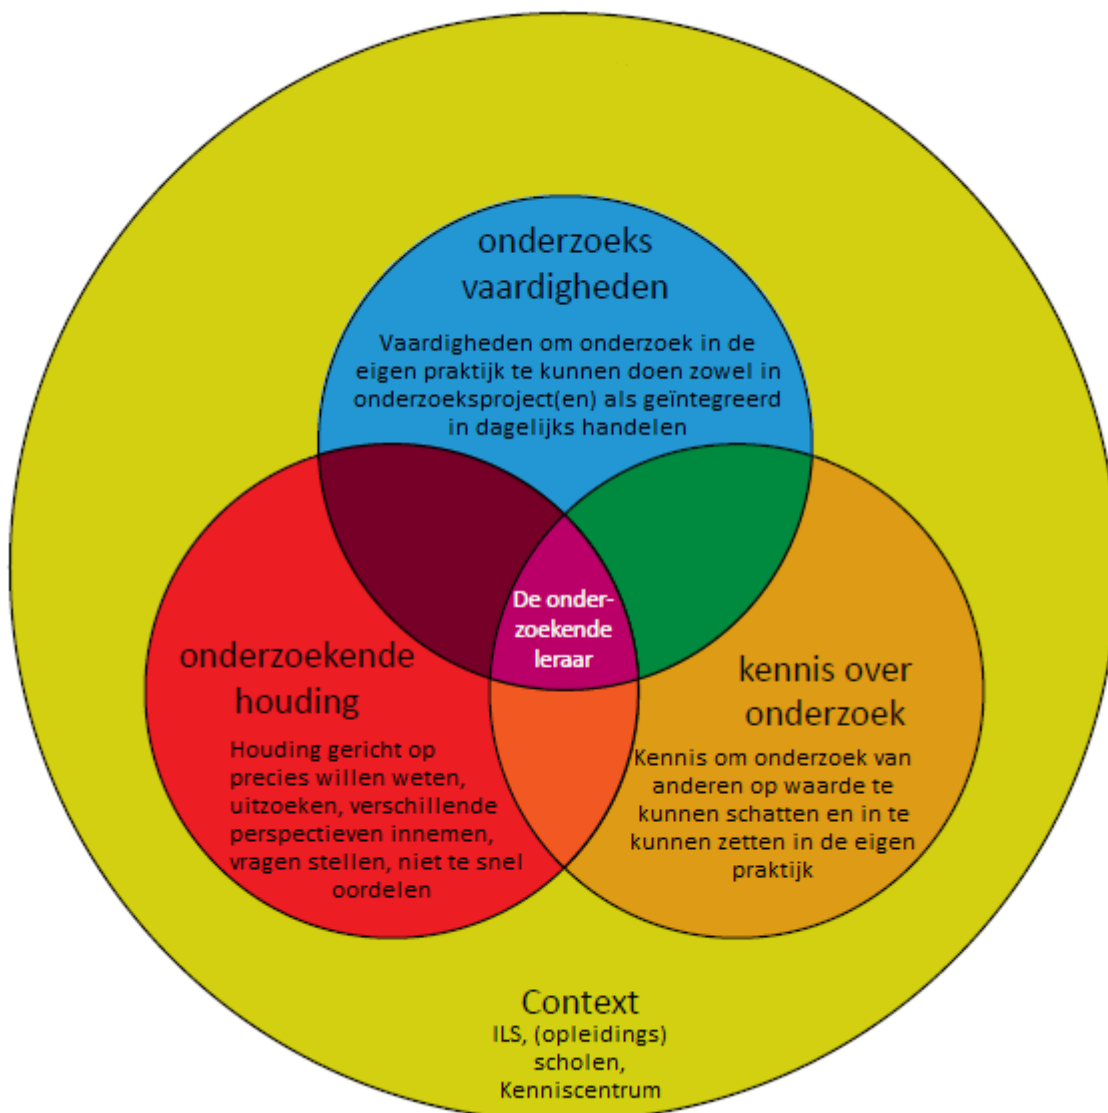 onderzoeks
vaardigheden
Vaardigheden om onderzoek in de
eigen praktijk te kunnen doen zowel in
onderzoeksproject(en) als geïntegreerd
in dagelijks handelen
De onder-
zoekende
leraar
onderzoekende
houding
Houding gericht op
precies willen weten,
uitzoeken, verschillende
perspectieven innemen,
vragen stellen, niet te snel
oordelen
kennis over
onderzoek
Kennis om onderzoek van
anderen op waarde te
kunnen schatten en in te
kunnen zetten in de eigen
praktijk
Context
ILS, (opleidings)
scholen,
Kenniscentrum